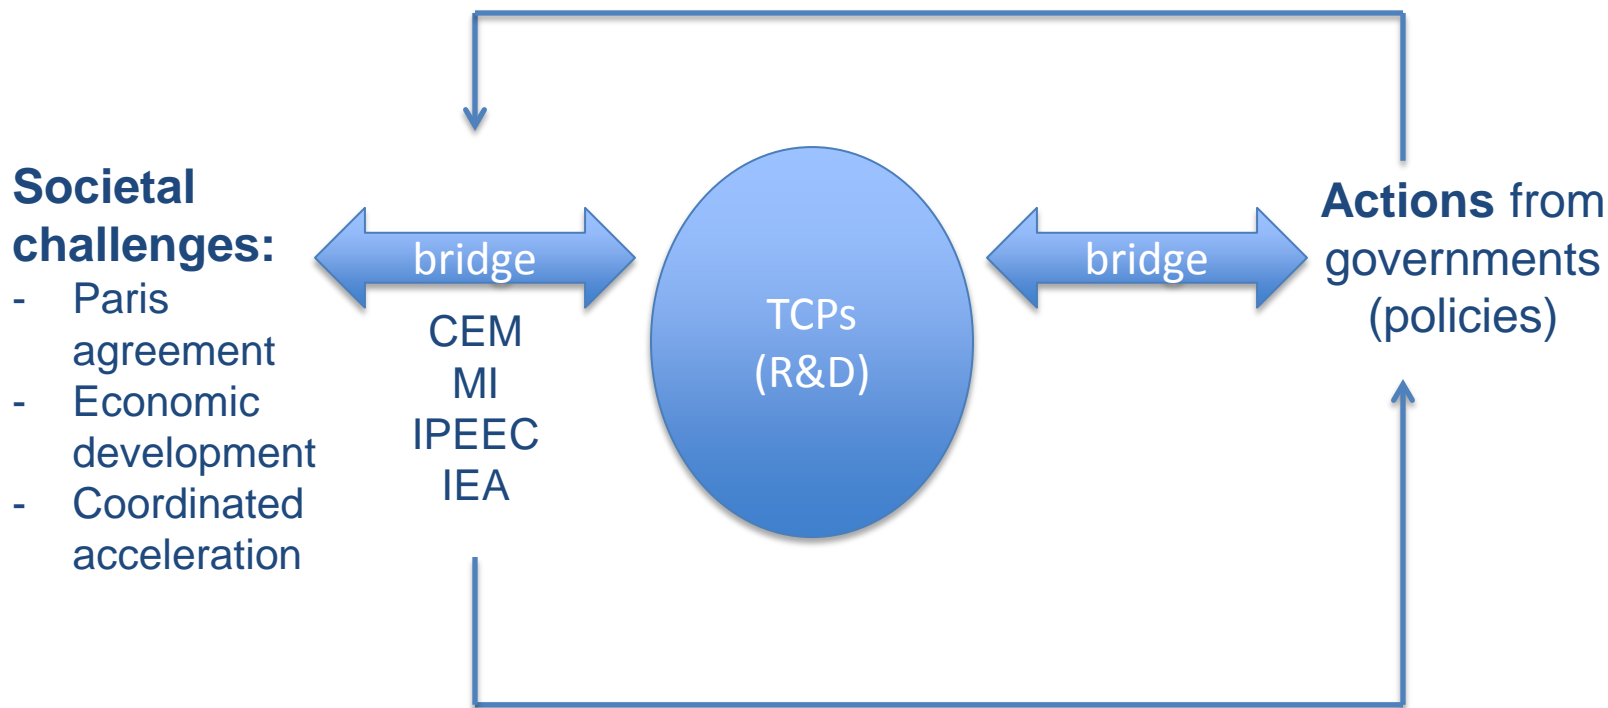 Societal
challenges:
- Paris
agreement
- Economic
development
- Coordinated
acceleration
bridge
CEM
MI
IPEEC
IEA
TCPs
(R&D)
bridge
Actions from
governments
(policies)